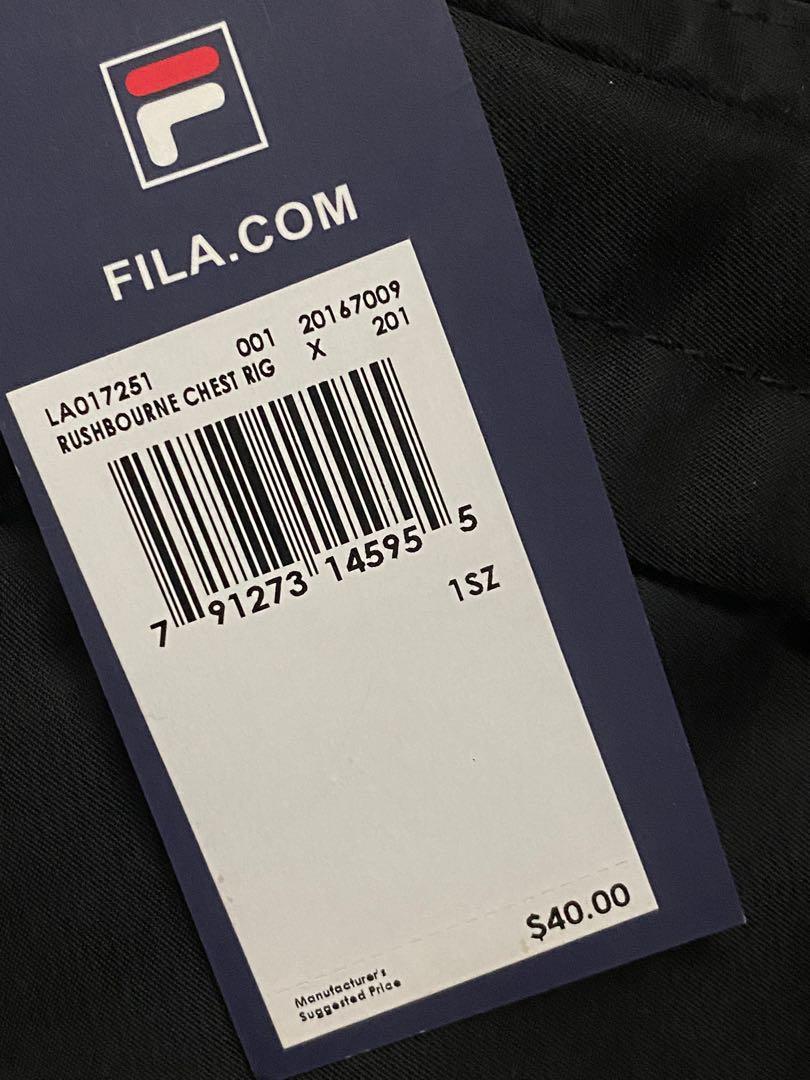 FILA.COM
LA017251 001 20167009
RUSHBOURNE CHEST RIG X 201
7 91273 14595 5
1SZ
$40.00
Manufacturer's
Suggested Price